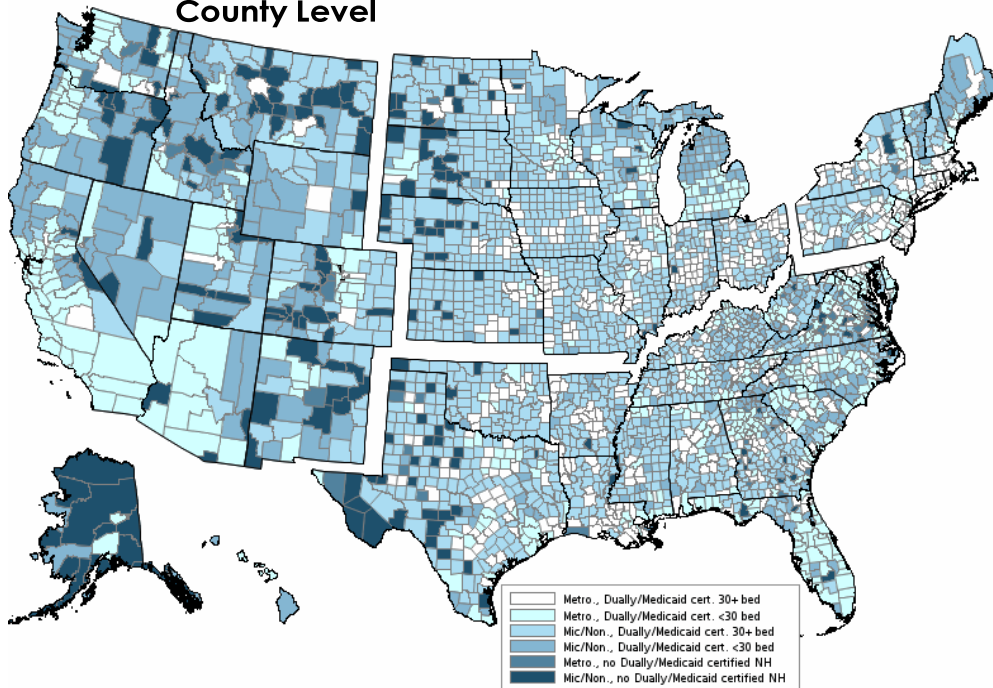 County Level
Metro., Dually/Medicaid cert. 30+ bed
Metro., Dually/Medicaid cert. <30 bed
Mic/Non., Dually/Medicaid cert. 30+ bed
Mic/Non., Dually/Medicaid cert. <30 bed
Metro., no Dually/Medicaid certified NH
Mic/Non., no Dually/Medicaid certified NH